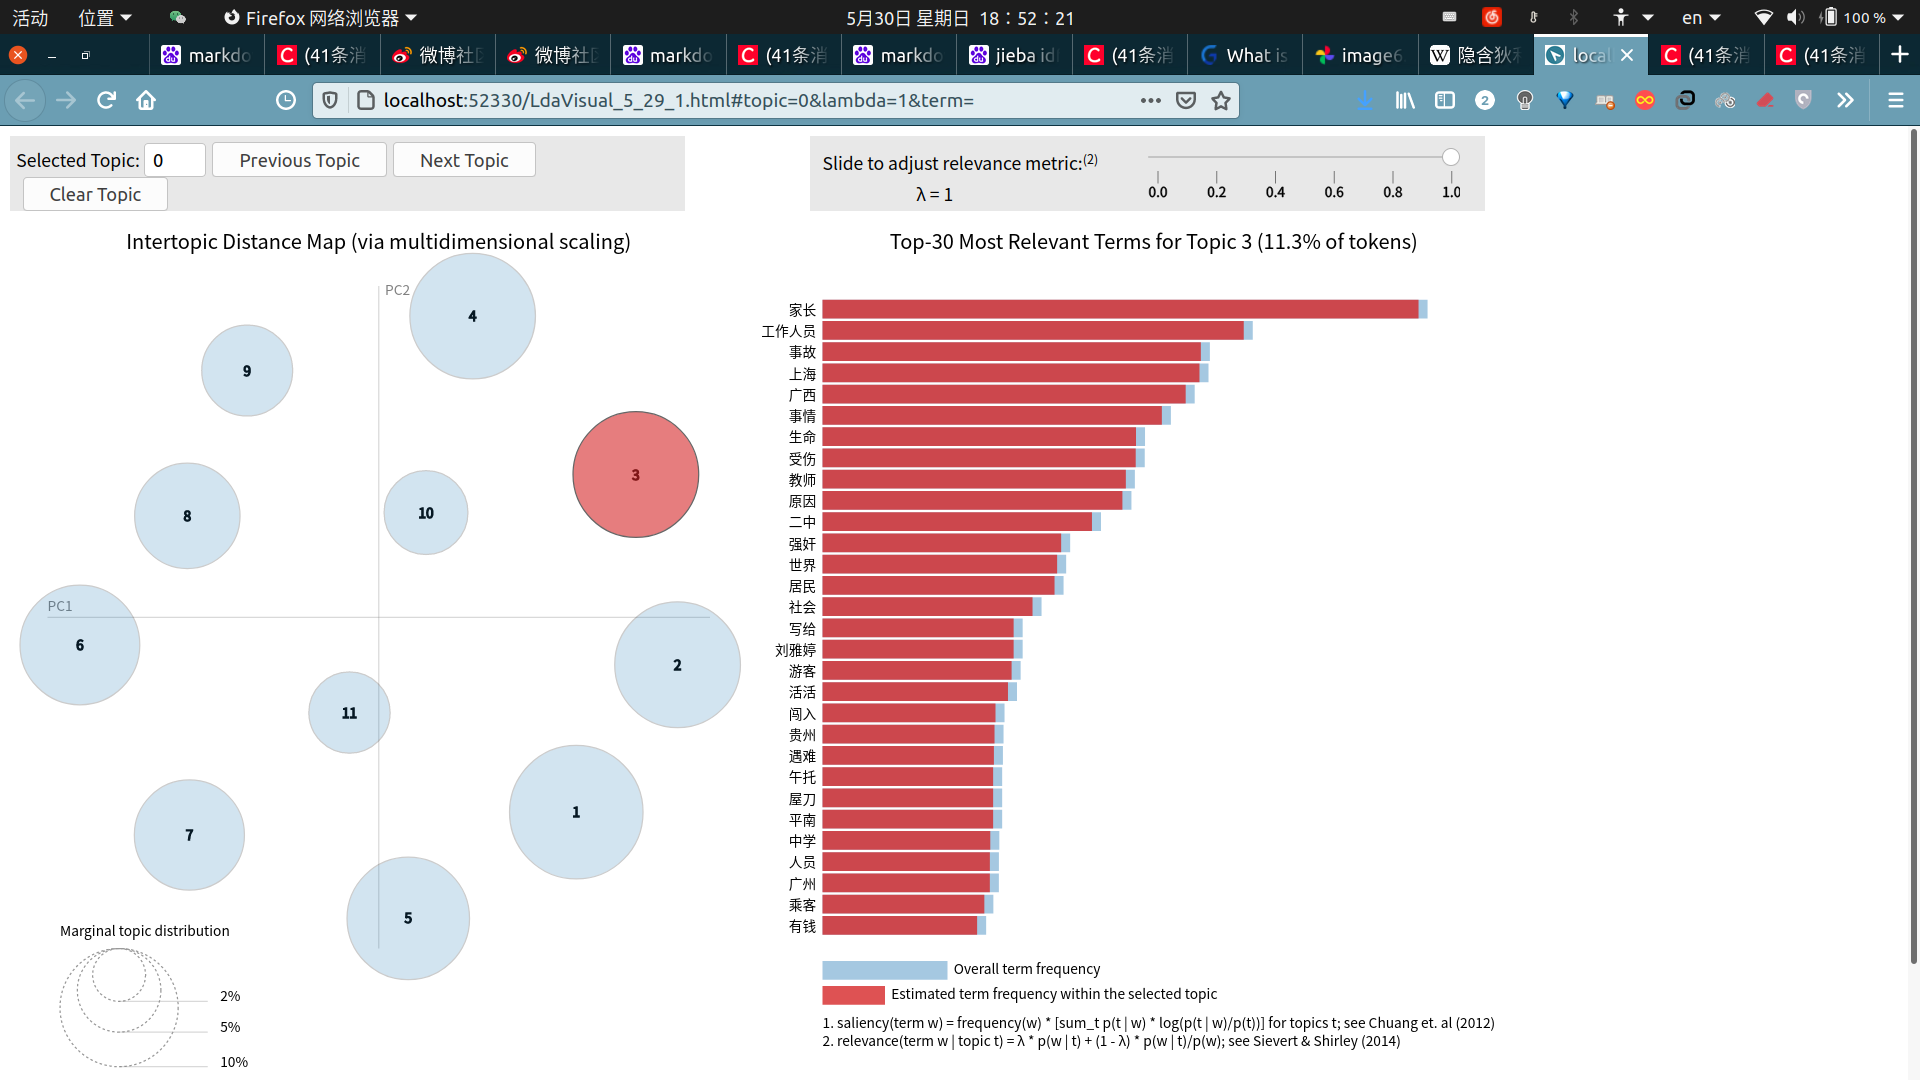 活动 位置 Firefox 网络浏览器 5月30日 星期日 18：52：21 en 100 %
markdo (41条消 微博社区 微博社区 markdo (41条消 markdo jieba id What is image6 隐含狄利 local (41条消 (41条消
localhost:52330/LdaVisual_5_29_1.html#topic=0&lambda=1&term= 2
Selected Topic: 0 Previous Topic Next Topic
Clear Topic
Slide to adjust relevance metric:(2)
λ = 1
0.0 0.2 0.4 0.6 0.8 1.0
Intertopic Distance Map (via multidimensional scaling)
PC2
4
9
3
8
10
PC1
6
2
11
1
7
5
Marginal topic distribution
2%
5%
10%
Top-30 Most Relevant Terms for Topic 3 (11.3% of tokens)
家长
工作人员
事故
上海
广西
事情
生命
受伤
教师
原因
二中
强奸
世界
居民
社会
写给
刘雅婷
游客
活活
闯入
贵州
遇难
午托
屋刀
平南
中学
人员
广州
乘客
有钱
Overall term frequency
Estimated term frequency within the selected topic
1. saliency(term w) = frequency(w) * [sum_t p(t | w) * log(p(t | w)/p(t))] for topics t; see Chuang et. al (2012)
2. relevance(term w | topic t) = λ * p(w | t) + (1 - λ) * p(w | t)/p(w); see Sievert & Shirley (2014)